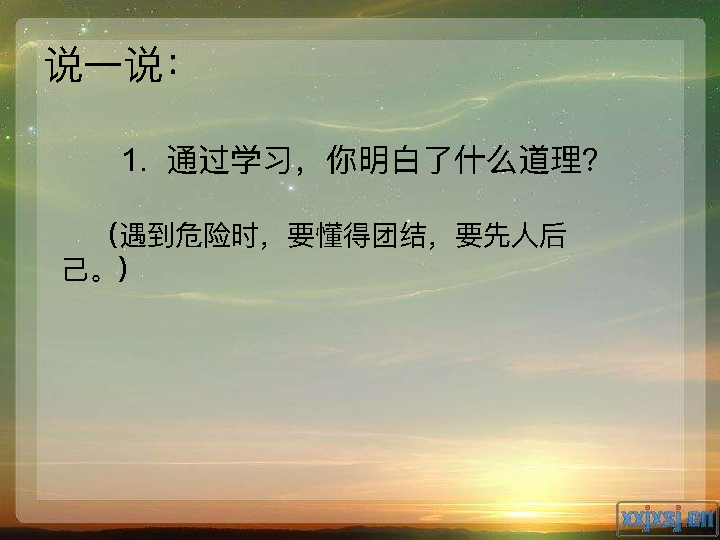 说一说：
1. 通过学习，你明白了什么道理？
（遇到危险时，要懂得团结，要先人后
己。）
xxjxsj.cn